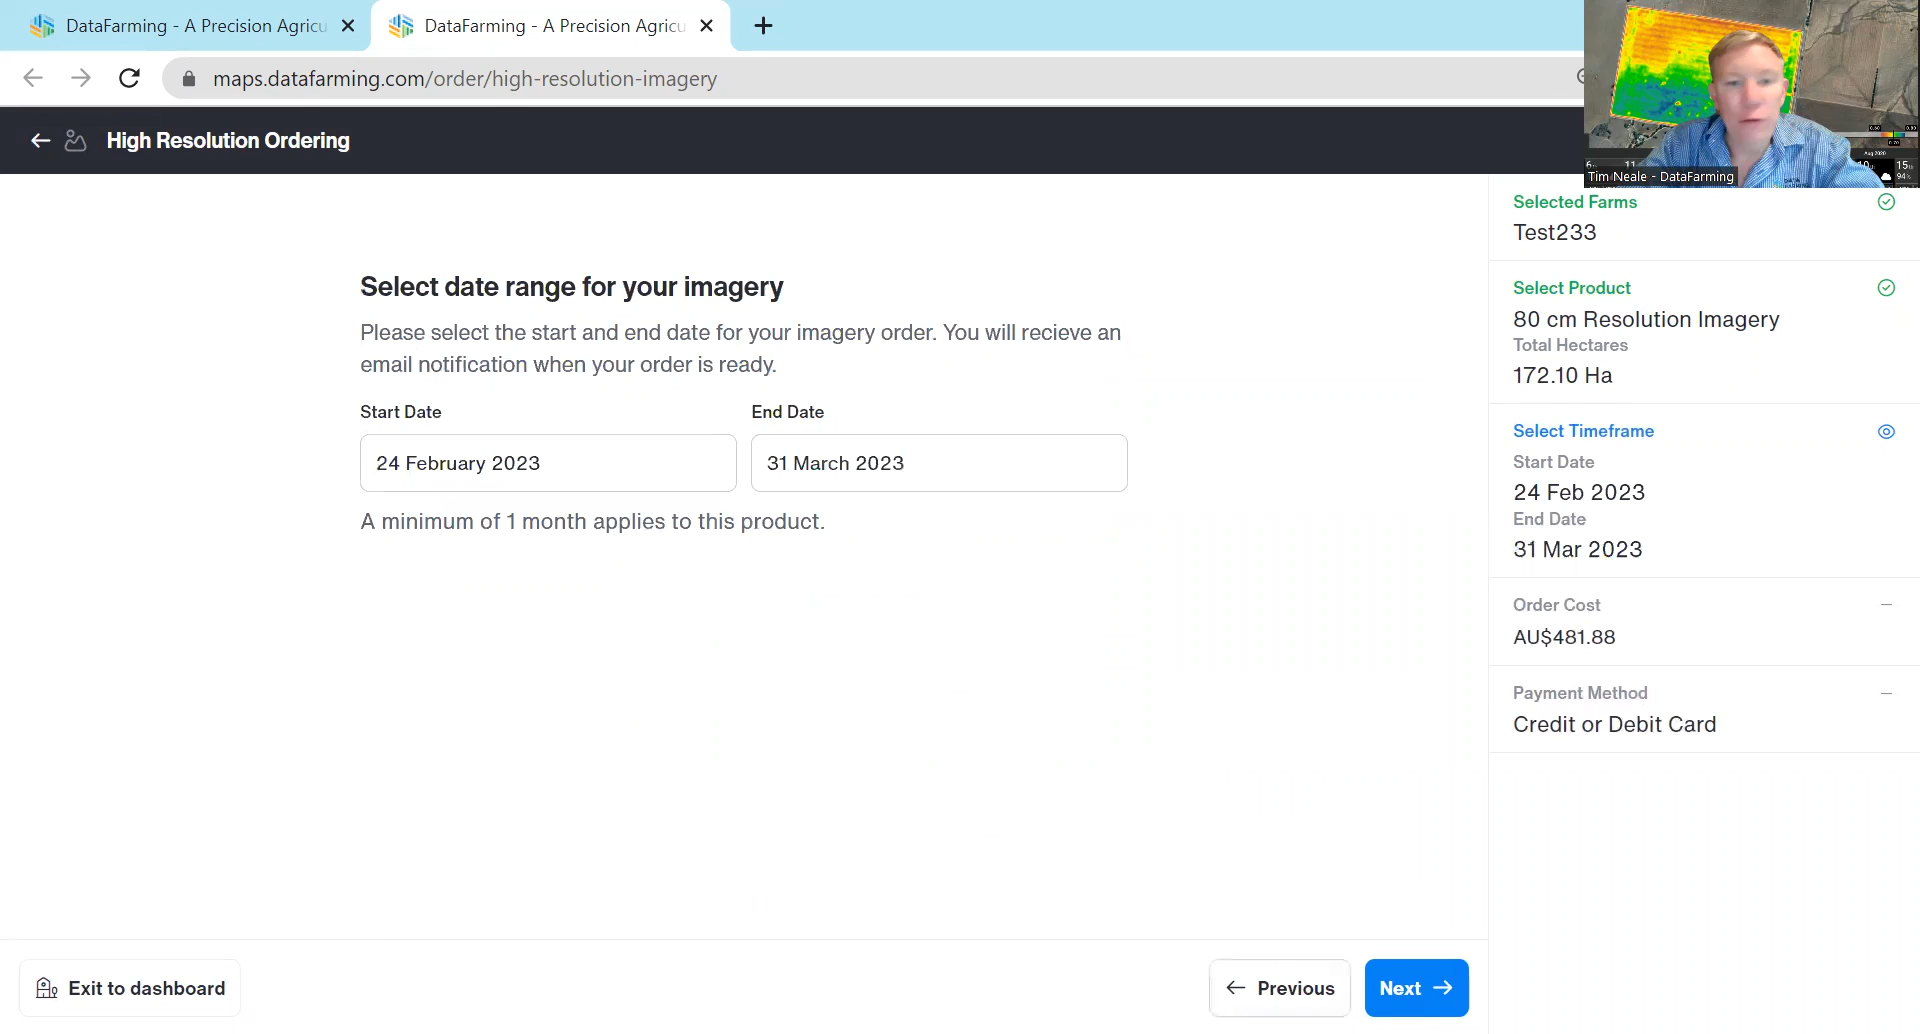 DataFarming - A Precision Agricu
DataFarming - A Precision Agricu
maps.datafarming.com/order/high-resolution-imagery
High Resolution Ordering
Tim Neale - DataFarming
Select date range for your imagery
Please select the start and end date for your imagery order. You will recieve an
email notification when your order is ready.
Start Date
End Date
24 February 2023
31 March 2023
A minimum of 1 month applies to this product.
Selected Farms
Test233
Select Product
80 cm Resolution Imagery
Total Hectares
172.10 Ha
Select Timeframe
Start Date
24 Feb 2023
End Date
31 Mar 2023
Order Cost
AU$481.88
Payment Method
Credit or Debit Card
Exit to dashboard
Previous
Next